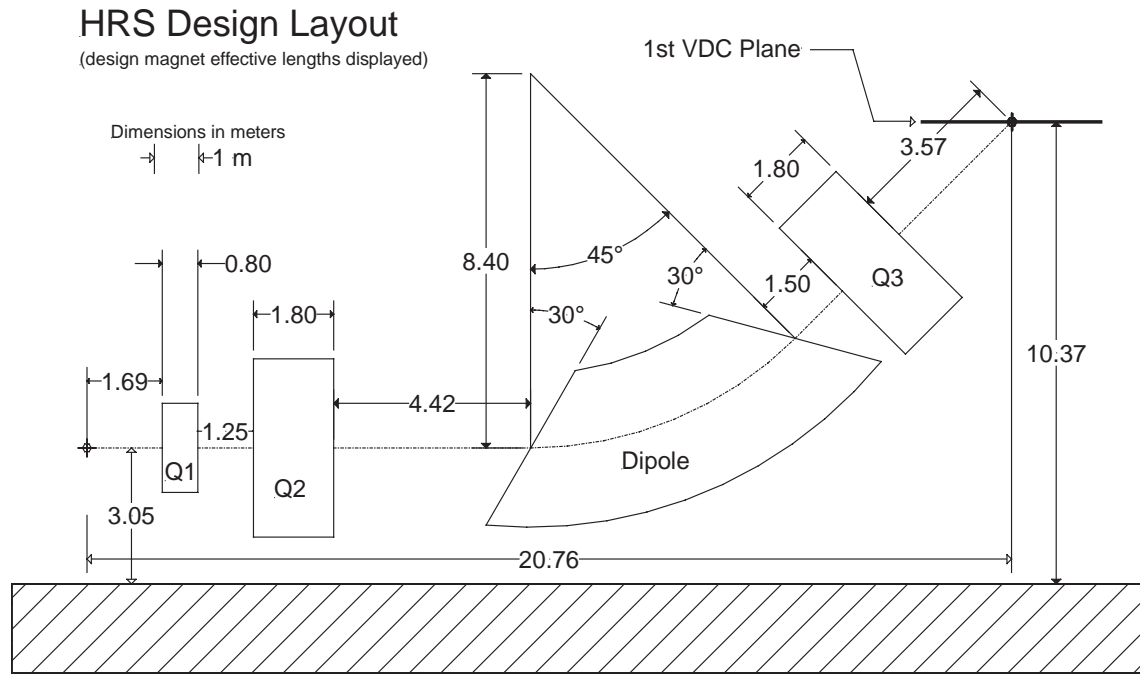 HRS Design Layout
(design magnet effective lengths displayed)
1st VDC Plane
Dimensions in meters
1 m
3.57
1.80
0.80
8.40
45°
30°
1.50
Q3
1.80
30°
10.37
1.69
4.42
1.25
Q1
Q2
Dipole
3.05
20.76